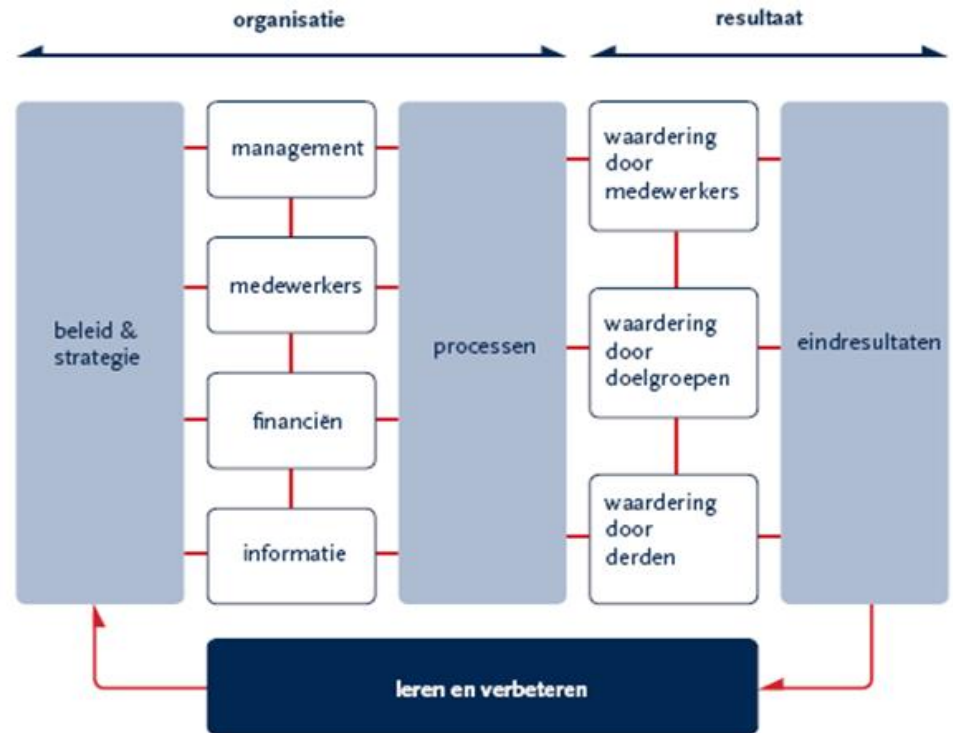 organisatie
resultaat
beleid &
strategie
management
medewerkers
financiën
informatie
processen
waardering
door
medewerkers
waardering
door
doelgroepen
waardering
door
derden
eindresultaten
leren en verbeteren